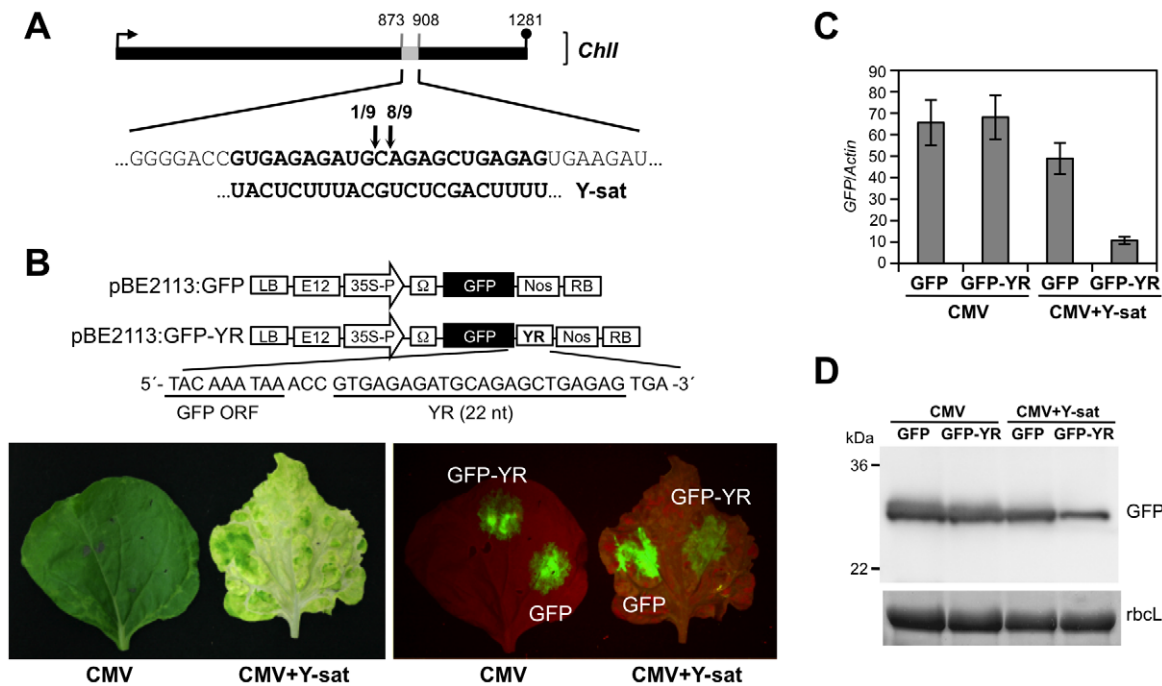 A
873 908 1281
ChlI
1/9 8/9
...GGGGACCGUGAGAGAUGCAGAGCUGAGAGUGAAGAU...
...UACUCUUUACGUCUCGACUUUU... Y-sat
B
pBE2113:GFP LB E12 35S-P Ω GFP Nos RB
pBE2113:GFP-YR LB E12 35S-P Ω GFP YR Nos RB
5´- TAC AAA TAA ACC GTGAGAGATGCAGAGCTGAGAG TGA -3´
GFP ORF YR (22 nt)
GFP-YR GFP-YR
GFP GFP
CMV CMV+Y-sat CMV CMV+Y-sat
C
GFP/Actin
90
80
70
60
50
40
30
20
10
0
GFP GFP-YR GFP GFP-YR
CMV CMV+Y-sat
D
CMV CMV+Y-sat
kDa GFP GFP-YR GFP GFP-YR
36
GFP
22
rbcL